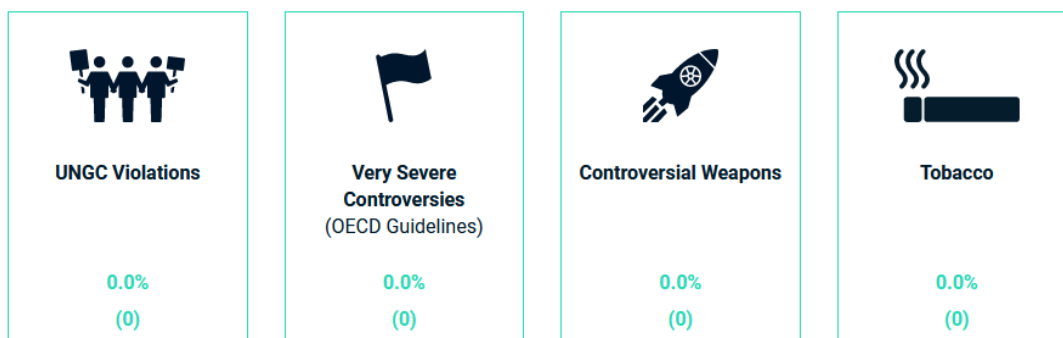 UNGC Violations
Very Severe
Controversies
(OECD Guidelines)
Controversial Weapons
Tobacco
0.0%
0.0%
0.0%
0.0%
(0)
(0)
(0)
(0)